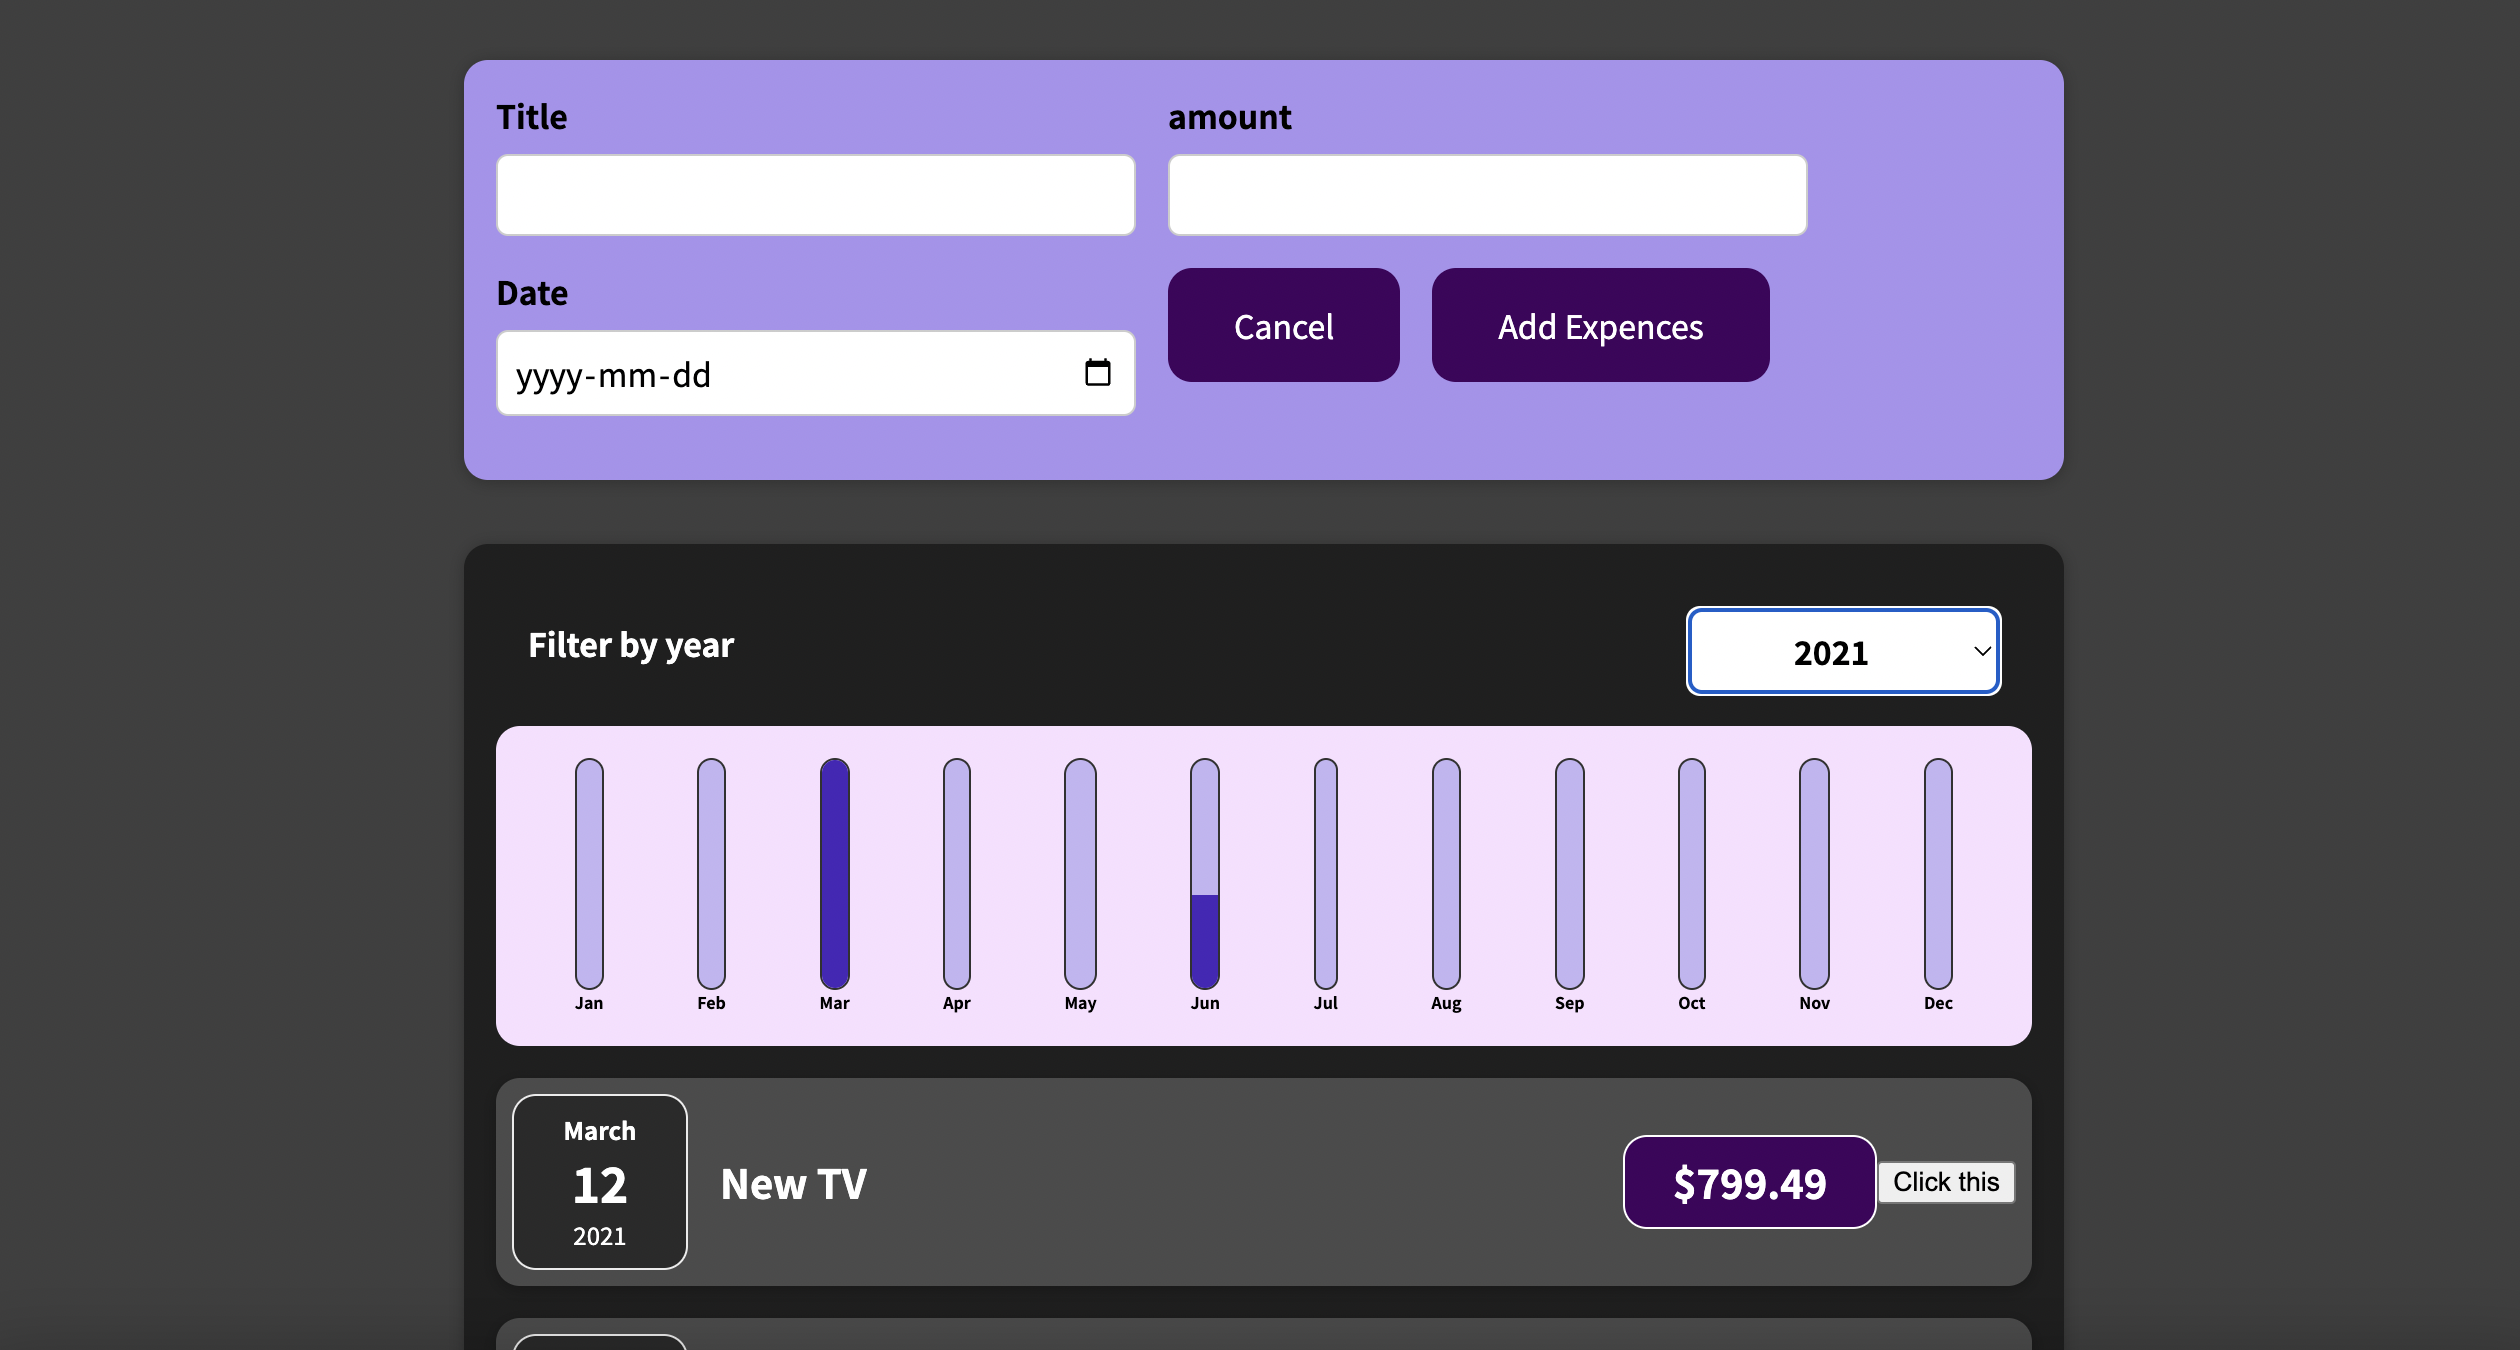 Title
amount
Date
yyyy-mm-dd
Cancel
Add Expences
Filter by year
2021
Jan Feb Mar Apr May Jun Jul Aug Sep Oct Nov Dec
March
12
2021
New TV
$799.49
Click this